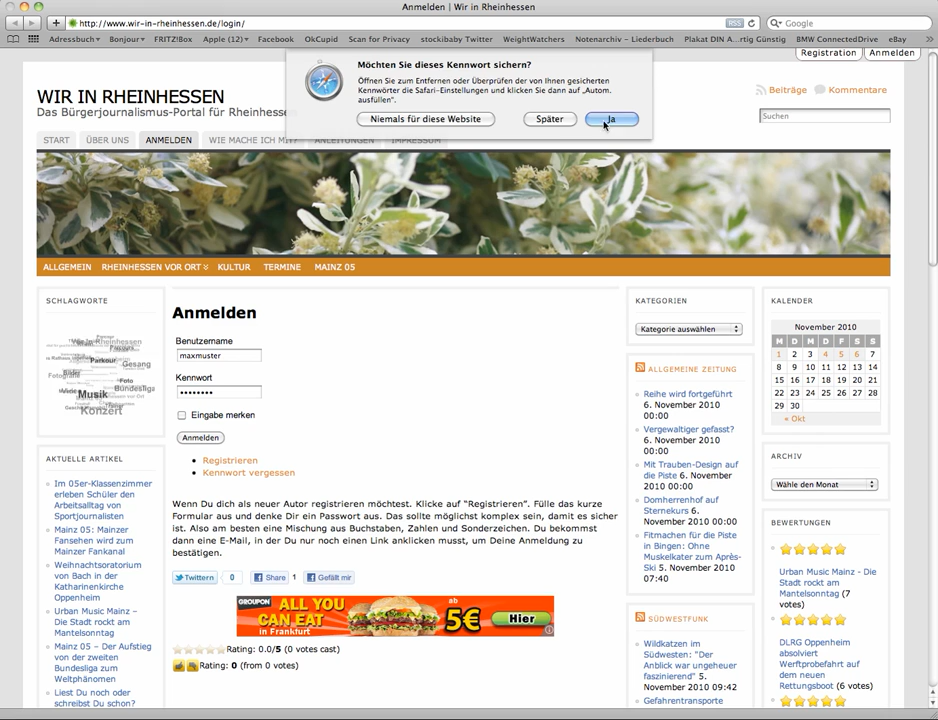 Anmelden | Wir in Rheinhessen
http://www.wir-in-rheinhessen.de/login/
RSS
Google
Adressbuch
Bonjour
FRITZ!Box
Apple (12)
Facebook
OkCupid
Scan for Privacy
stockibaby Twitter
WeightWatchers
Notenarchiv – Liederbuch
Plakat DIN A...rtig Günstig
BMW ConnectedDrive
eBay
Registration
Anmelden
Möchten Sie dieses Kennwort sichern?
Öffnen Sie zum Entfernen oder Überprüfen der von Ihnen gesicherten
Kennwörter die Safari-Einstellungen und klicken Sie dann auf „Autom.
ausfüllen“.
Niemals für diese Website
Später
Ja
WIR IN RHEINHESSEN
Das Bürgerjournalismus-Portal für Rheinhesse
Beiträge
Kommentare
Suchen
START
ÜBER UNS
ANMELDEN
WIE MACHE ICH MIT?
ANLEITUNGEN
IMPRESSUM
ALLGEMEIN
RHEINHESSEN VOR ORT
KULTUR
TERMINE
MAINZ 05
SCHLAGWORTE
Rheinhessen
Parkour
Gesang
Foto
Bundesliga
Musik
Konzert
AKTUELLE ARTIKEL
Im 05er-Klassenzimmer
erleben Schüler den
Arbeitsalltag von
Sportjournalisten
Mainz 05: Mainzer
Fansehen wird zum
Mainzer Fankanal
Weihnachtsoratorium
von Bach in der
Katharinenkirche
Oppenheim
Urban Music Mainz –
Die Stadt rockt am
Mantelsonntag
Mainz 05 – Der Aufstieg
von der zweiten
Bundesliga zum
Weltphänomen
Liest Du noch oder
schreibst Du schon?
Anmelden
Benutzername
maxmuster
Kennwort
••••••••
Eingabe merken
Anmelden
Registrieren
Kennwort vergessen
Wenn Du dich als neuer Autor registrieren möchtest. Klicke auf “Registrieren”. Fülle das kurze
Formular aus und denke Dir ein Passwort aus. Das sollte möglichst komplex sein, damit es sicher
ist. Also am besten eine Mischung aus Buchstaben, Zahlen und Sonderzeichen. Du bekommst
dann eine E-Mail, in der Du nur noch einen Link anklicken musst, um Deine Anmeldung zu
bestätigen.
Twittern
0
Share
1
Gefällt mir
GROUPON
ALL YOU
CAN EAT
in Frankfurt
ab
5€
Hier
Rating: 0.0/5 (0 votes cast)
Rating: 0 (from 0 votes)
KATEGORIEN
Kategorie auswählen
ALLGEMEINE ZEITUNG
Reihe wird fortgeführt
6. November 2010
00:00
Vergewaltiger gefasst?
6. November 2010
00:00
Mit Trauben-Design auf
die Piste 6. November
2010 00:00
Domherrenhof auf
Sternekurs 6.
November 2010 00:00
Fitmachen für die Piste
in Bingen: Ohne
Muskelkater zum Après-
Ski 5. November 2010
07:40
SÜDWESTFUNK
Wildkatzen im
Südwesten: "Der
Anblick war ungeheuer
faszinierend" 5.
November 2010 09:42
Gefahrentransporte
KALENDER
November 2010
M D M D F S S
1 2 3 4 5 6 7
8 9 10 11 12 13 14
15 16 17 18 19 20 21
22 23 24 25 26 27 28
29 30
« Okt
ARCHIV
Wähle den Monat
BEWERTUNGEN
Urban Music Mainz - Die
Stadt rockt am
Mantelsonntag (7
votes)
DLRG Oppenheim
absolviert
Werftprobefahrt auf
dem neuen
Rettungsboot (6 votes)